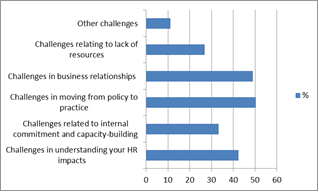 Other challenges
Challenges relating to lack of
resources
Challenges in business relationships
Challenges in moving from policy to
practice
Challenges related to internal
commitment and capacity-building
Challenges in understanding your HR
impacts
%
0 10 20 30 40 50 60